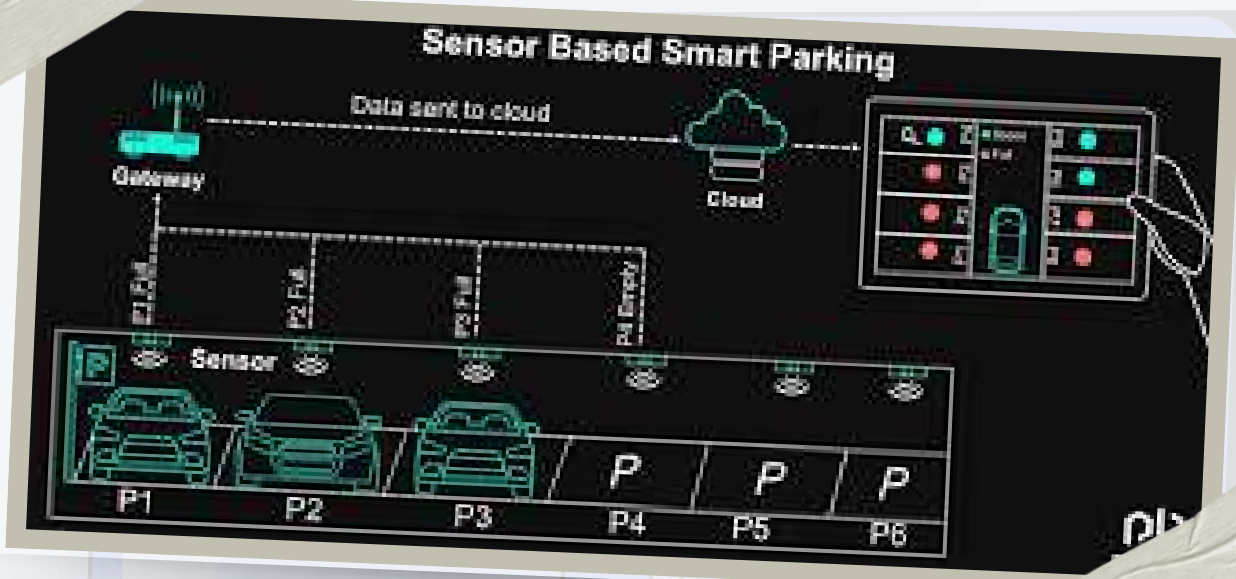 Sensor Based Smart Parking
Data sent to cloud
Gateway
Cloud
P1 Full
P2 Full
P3 Full
P4 Empty
P
Sensor
P
P
P
P1
P2
P3
P4
P5
P6